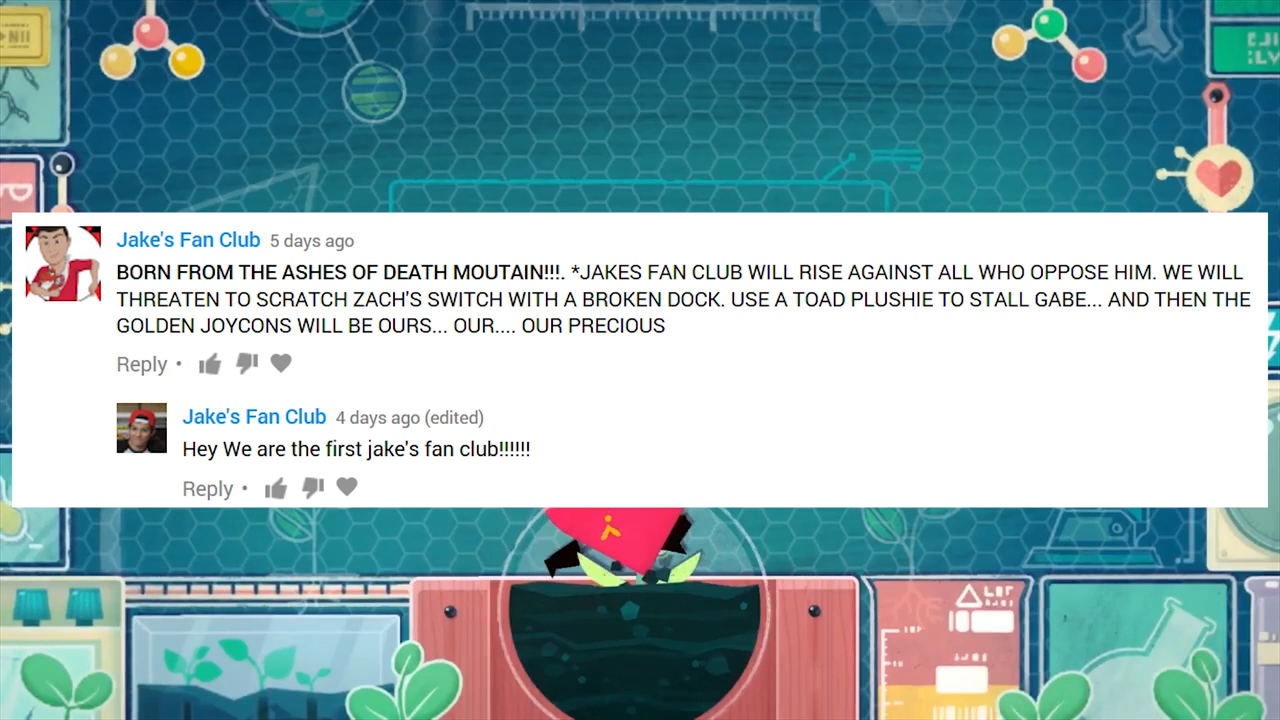 Jake's Fan Club 5 days ago
BORN FROM THE ASHES OF DEATH MOUTAIN!!!. *JAKES FAN CLUB WILL RISE AGAINST ALL WHO OPPOSE HIM. WE WILL
THREATEN TO SCRATCH ZACH'S SWITCH WITH A BROKEN DOCK. USE A TOAD PLUSHIE TO STALL GABE... AND THEN THE
GOLDEN JOYCONS WILL BE OURS... OUR.... OUR PRECIOUS
Reply •
Jake's Fan Club 4 days ago (edited)
Hey We are the first jake's fan club!!!!!!
Reply •